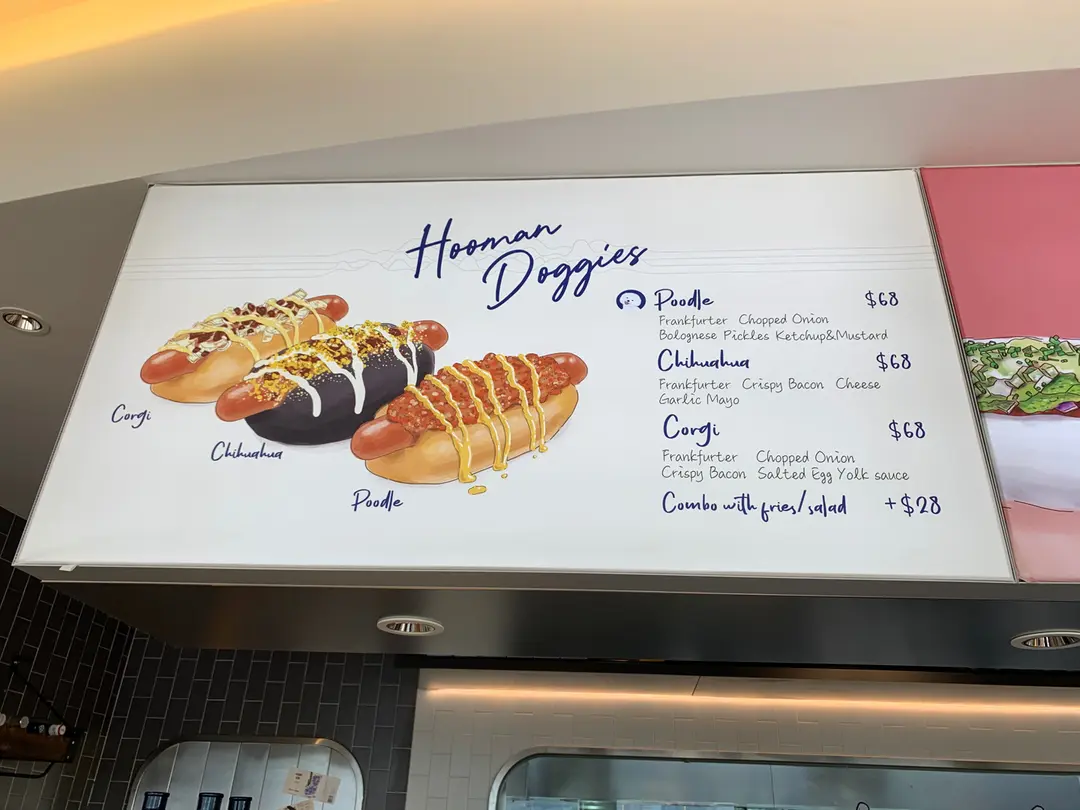 Hooman
Doggies
Poodle $68
Frankfurter Chopped Onion
Bolognese Pickles Ketchup&Mustard
Chihuahua $68
Frankfurter Crispy Bacon Cheese
Garlic Mayo
Corgi $68
Frankfurter Chopped Onion
Crispy Bacon Salted Egg Yolk sauce
Combo with fries/salad +$28
Corgi
Chihuahua
Poodle